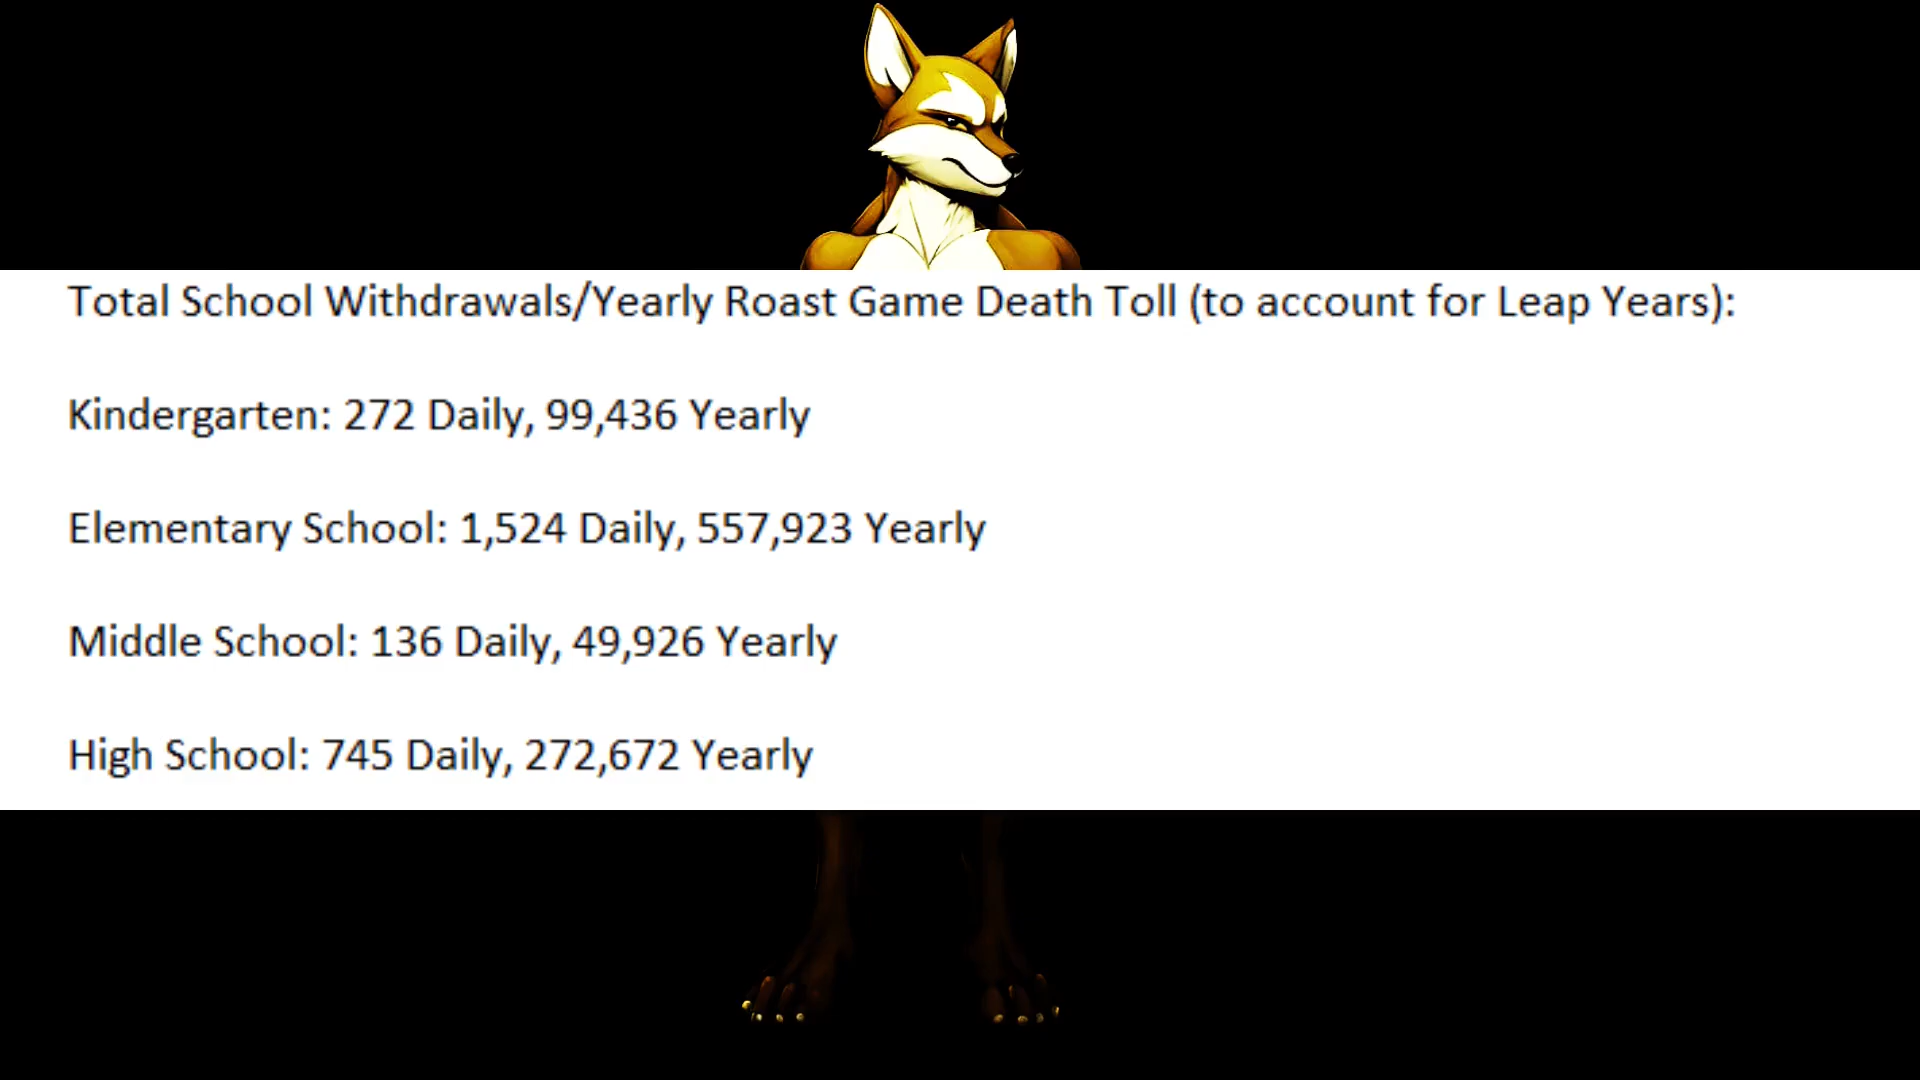 Total School Withdrawals/Yearly Roast Game Death Toll (to account for Leap Years):
Kindergarten: 272 Daily, 99,436 Yearly
Elementary School: 1,524 Daily, 557,923 Yearly
Middle School: 136 Daily, 49,926 Yearly
High School: 745 Daily, 272,672 Yearly